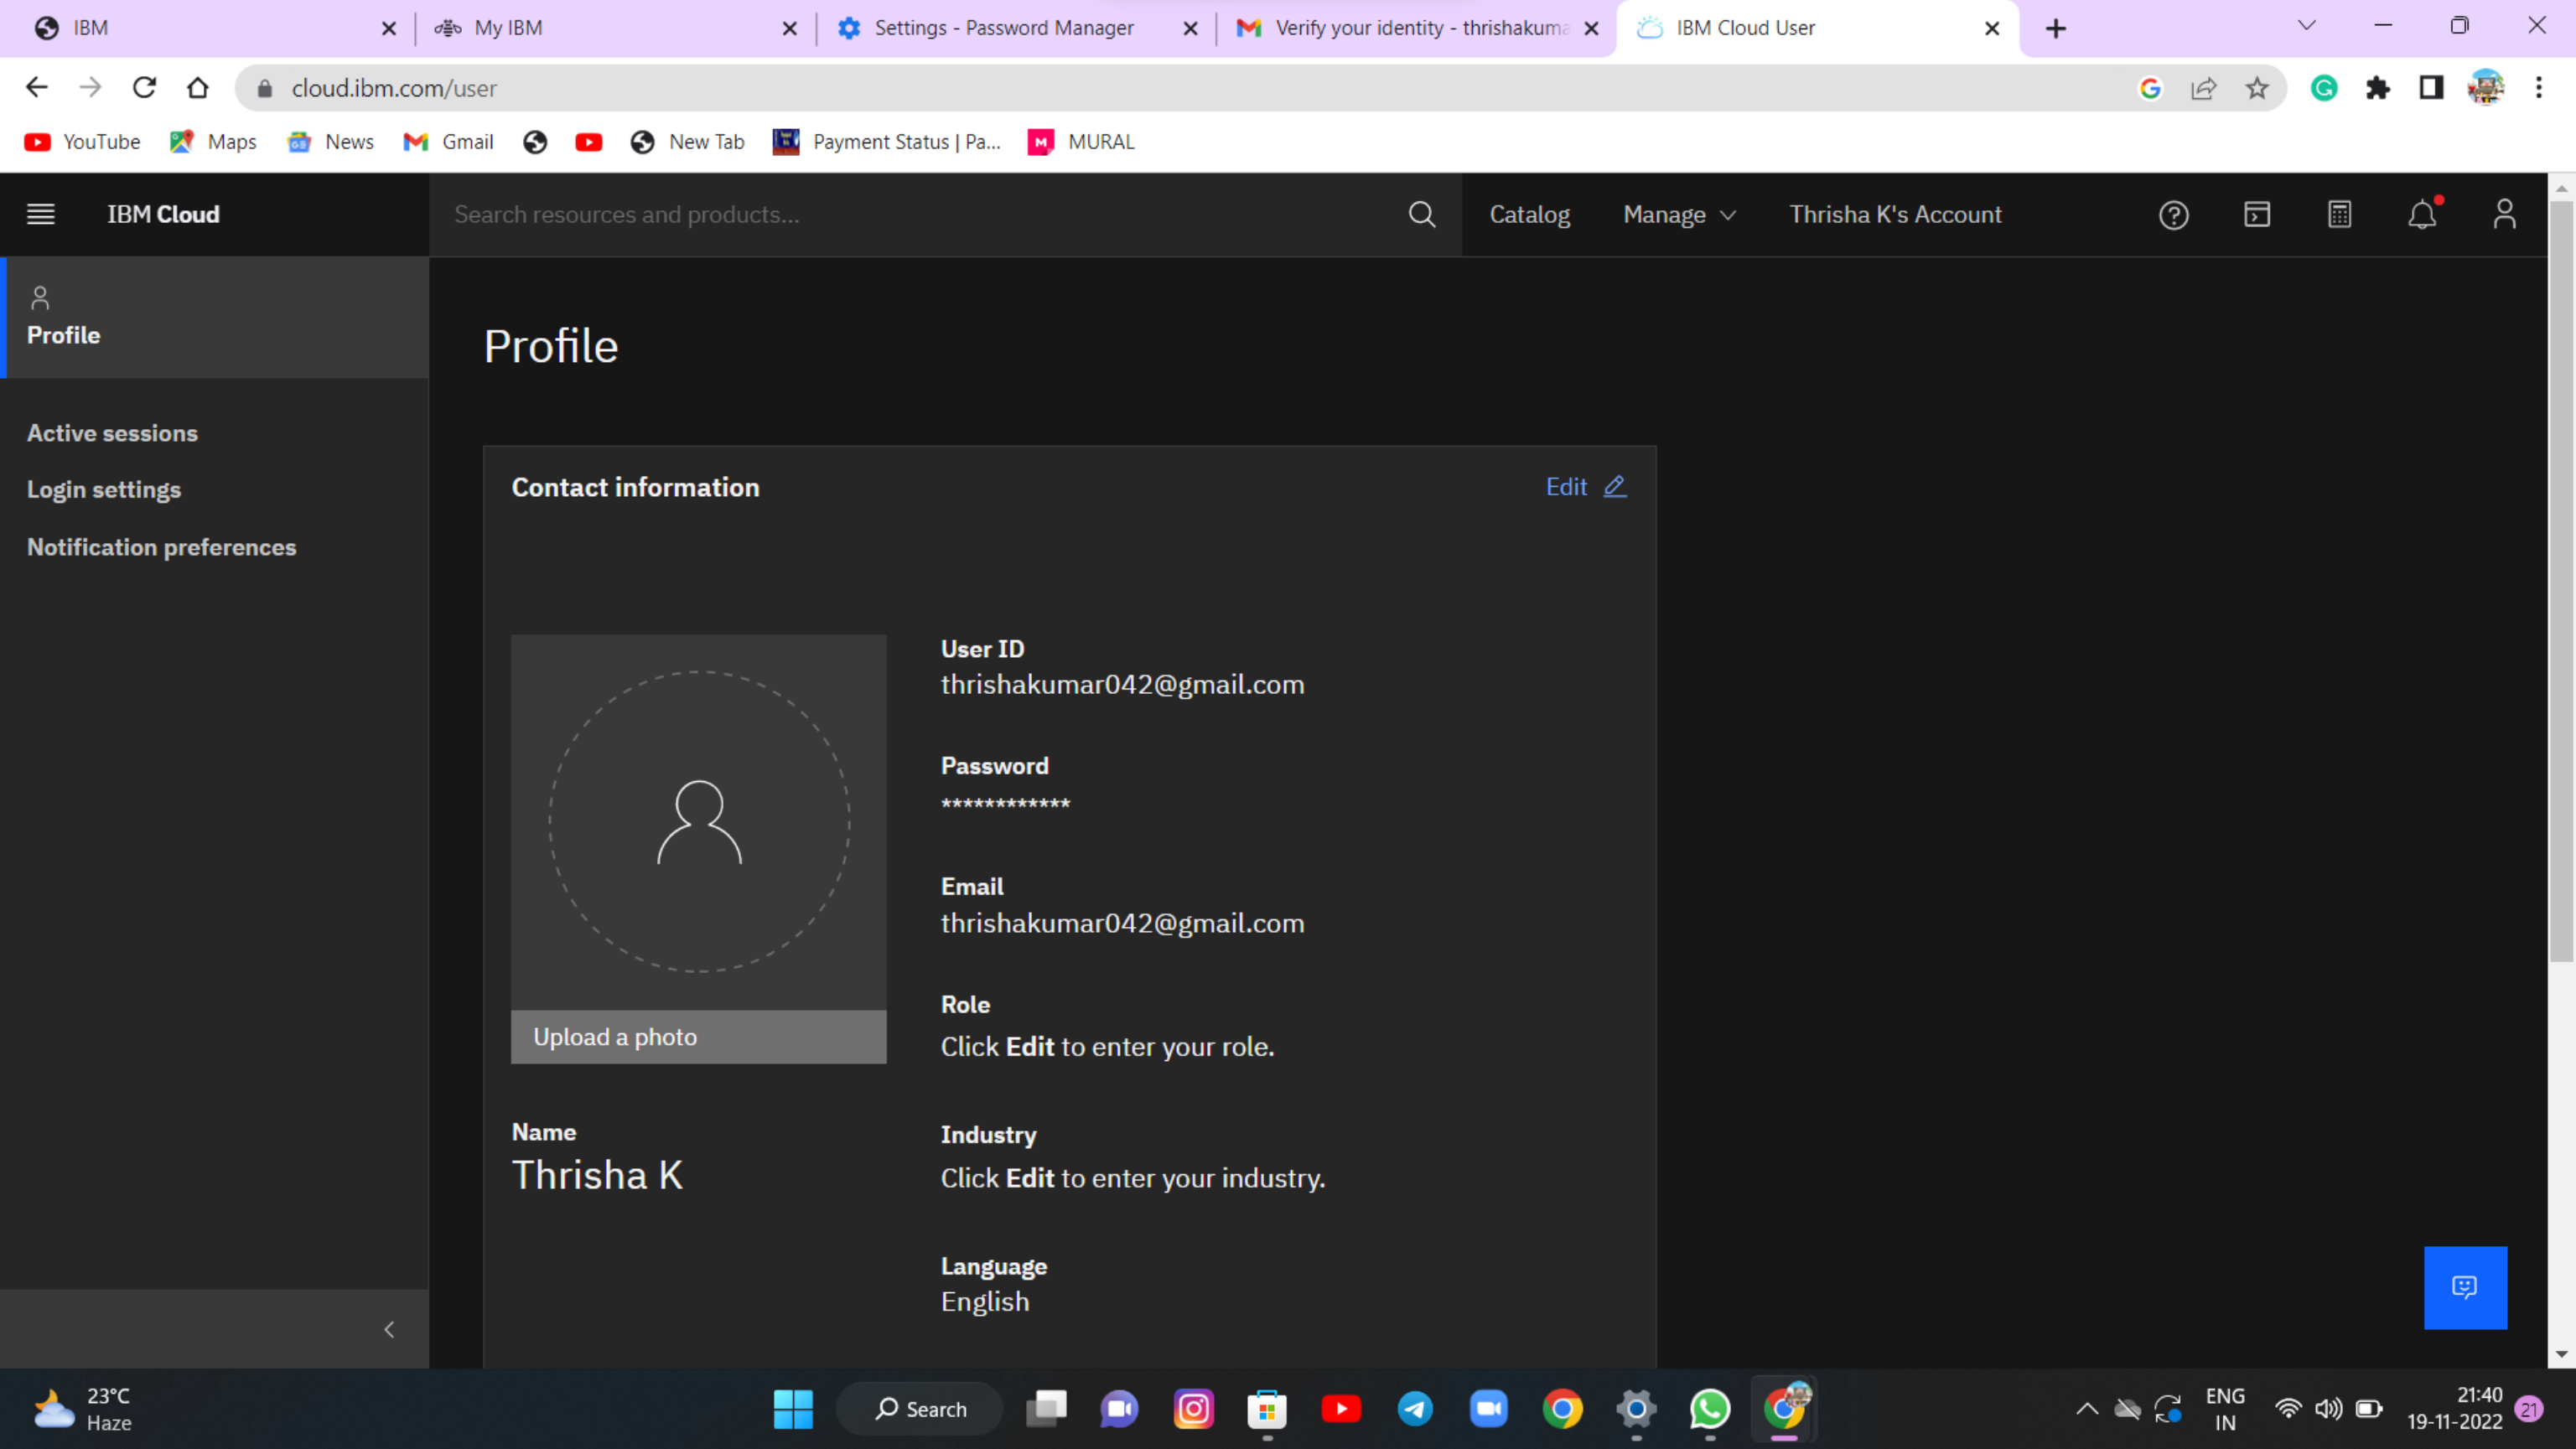 IBM
My IBM
Settings - Password Manager
Verify your identity - thrishakuma
IBM Cloud User
cloud.ibm.com/user
YouTube
Maps
News
Gmail
New Tab
Payment Status | Pa...
MURAL
IBM Cloud
Search resources and products...
Catalog
Manage
Thrisha K's Account
Profile
Active sessions
Login settings
Notification preferences
Profile
Contact information
Edit
Upload a photo
Name
Thrisha K
User ID
thrishakumar042@gmail.com
Password
************
Email
thrishakumar042@gmail.com
Role
Click Edit to enter your role.
Industry
Click Edit to enter your industry.
Language
English
23°C
Haze
Search
ENG
IN
21:40
19-11-2022
21